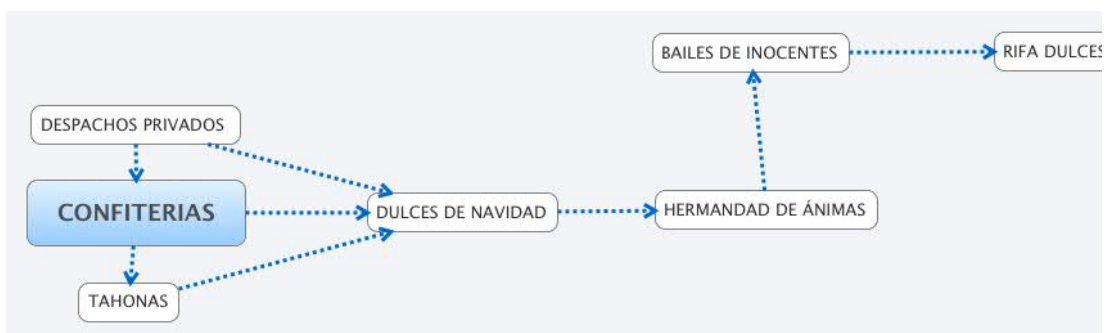 BAILES DE INOCENTES
RIFA DULCES
DESPACHOS PRIVADOS
CONFITERIAS
DULCES DE NAVIDAD
HERMANDAD DE ÁNIMAS
TAHONAS